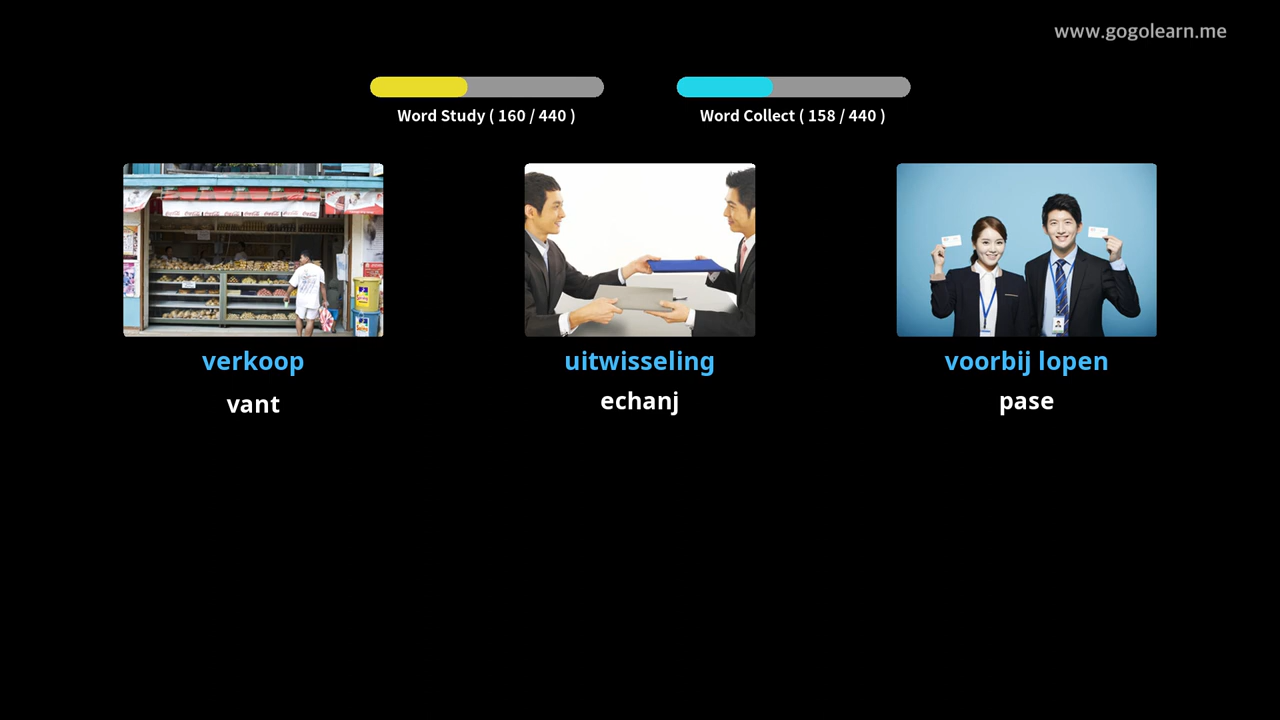 www.gogolearn.me
Word Study ( 160 / 440 )
Word Collect ( 158 / 440 )
verkoop
uitwisseling
voorbij lopen
vant
echanj
pase